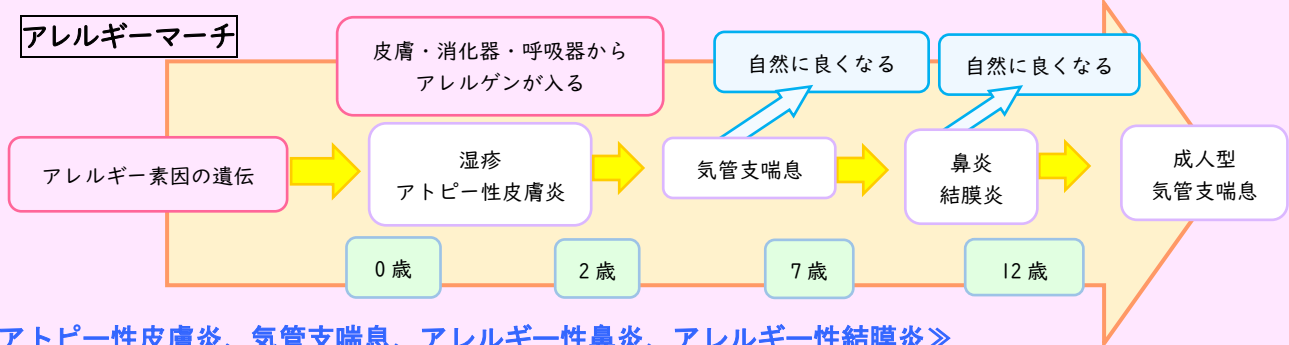 アレルギーマーチ
皮膚・消化器・呼吸器から
アレルゲンが入る
自然に良くなる
自然に良くなる
アレルギー素因の遺伝
湿疹
アトピー性皮膚炎
気管支喘息
鼻炎
結膜炎
成人型
気管支喘息
0歳
2歳
7歳
12歳
アトピー性皮膚炎、気管支喘息、アレルギー性鼻炎、アレルギー性結膜炎≫